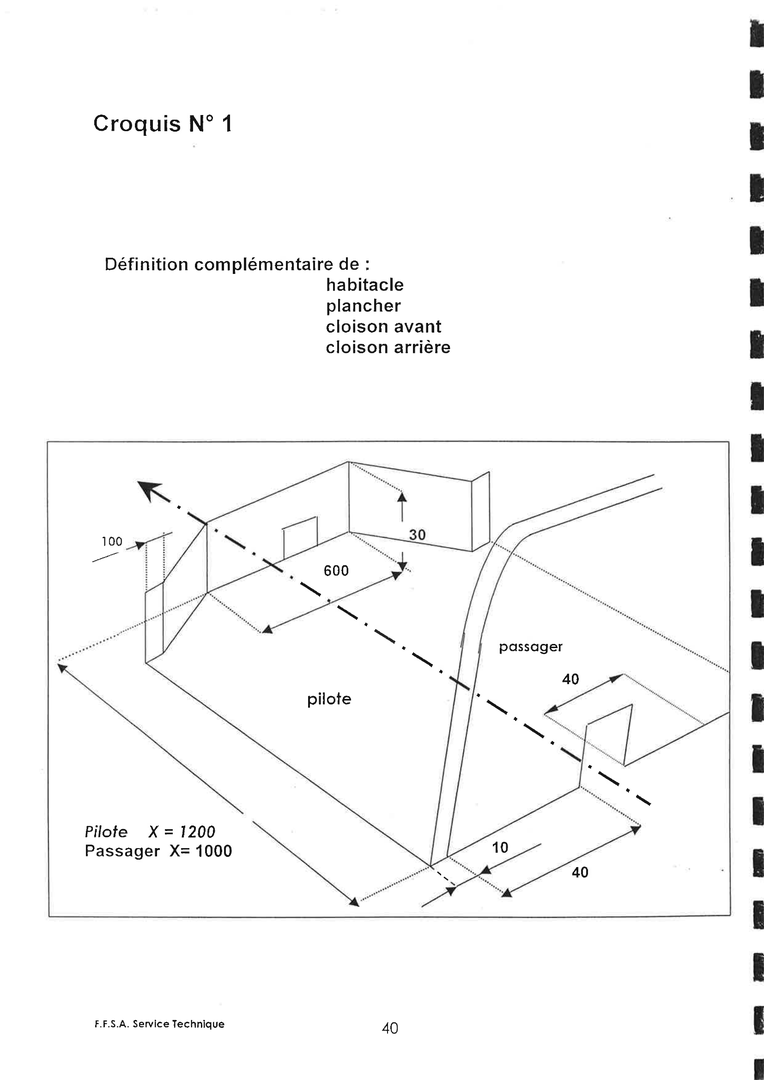 Croquis N° 1
Définition complémentaire de :
habitacle
plancher
cloison avant
cloison arrière
100
30
600
passager
40
pilote
Pilote X = 1200
Passager X= 1000
10
40
F.F.S.A. Service Technique
40